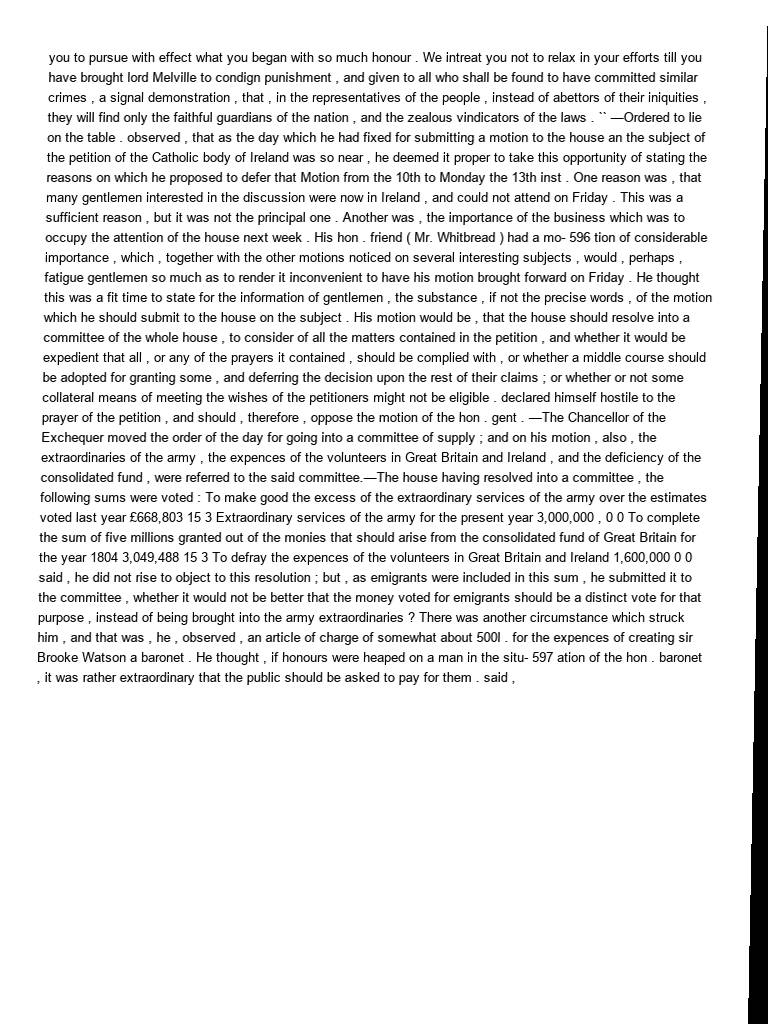 you to pursue with effect what you began with so much honour . We intreat you not to relax in your efforts till you
have brought lord Melville to condign punishment , and given to all who shall be found to have committed similar
crimes , a signal demonstration , that , in the representatives of the people , instead of abettors of their iniquities ,
they will find only the faithful guardians of the nation , and the zealous vindicators of the laws . `` —Ordered to lie
on the table . observed , that as the day which he had fixed for submitting a motion to the house an the subject of
the petition of the Catholic body of Ireland was so near , he deemed it proper to take this opportunity of stating the
reasons on which he proposed to defer that Motion from the 10th to Monday the 13th inst . One reason was , that
many gentlemen interested in the discussion were now in Ireland , and could not attend on Friday . This was a
sufficient reason , but it was not the principal one . Another was , the importance of the business which was to
occupy the attention of the house next week . His hon . friend ( Mr. Whitbread ) had a mo- 596 tion of considerable
importance , which , together with the other motions noticed on several interesting subjects , would , perhaps ,
fatigue gentlemen so much as to render it inconvenient to have his motion brought forward on Friday . He thought
this was a fit time to state for the information of gentlemen , the substance , if not the precise words , of the motion
which he should submit to the house on the subject . His motion would be , that the house should resolve into a
committee of the whole house , to consider of all the matters contained in the petition , and whether it would be
expedient that all , or any of the prayers it contained , should be complied with , or whether a middle course should
be adopted for granting some , and deferring the decision upon the rest of their claims ; or whether or not some
collateral means of meeting the wishes of the petitioners might not be eligible . declared himself hostile to the
prayer of the petition , and should , therefore , oppose the motion of the hon . gent . —The Chancellor of the
Exchequer moved the order of the day for going into a committee of supply ; and on his motion , also , the
extraordinaries of the army , the expences of the volunteers in Great Britain and Ireland , and the deficiency of the
consolidated fund , were referred to the said committee.—The house having resolved into a committee , the
following sums were voted : To make good the excess of the extraordinary services of the army over the estimates
voted last year £668,803 15 3 Extraordinary services of the army for the present year 3,000,000 , 0 0 To complete
the sum of five millions granted out of the monies that should arise from the consolidated fund of Great Britain for
the year 1804 3,049,488 15 3 To defray the expences of the volunteers in Great Britain and Ireland 1,600,000 0 0
said , he did not rise to object to this resolution ; but , as emigrants were included in this sum , he submitted it to
the committee , whether it would not be better that the money voted for emigrants should be a distinct vote for that
purpose , instead of being brought into the army extraordinaries ? There was another circumstance which struck
him , and that was , he , observed , an article of charge of somewhat about 500l . for the expences of creating sir
Brooke Watson a baronet . He thought , if honours were heaped on a man in the situ- 597 ation of the hon . baronet
, it was rather extraordinary that the public should be asked to pay for them . said ,